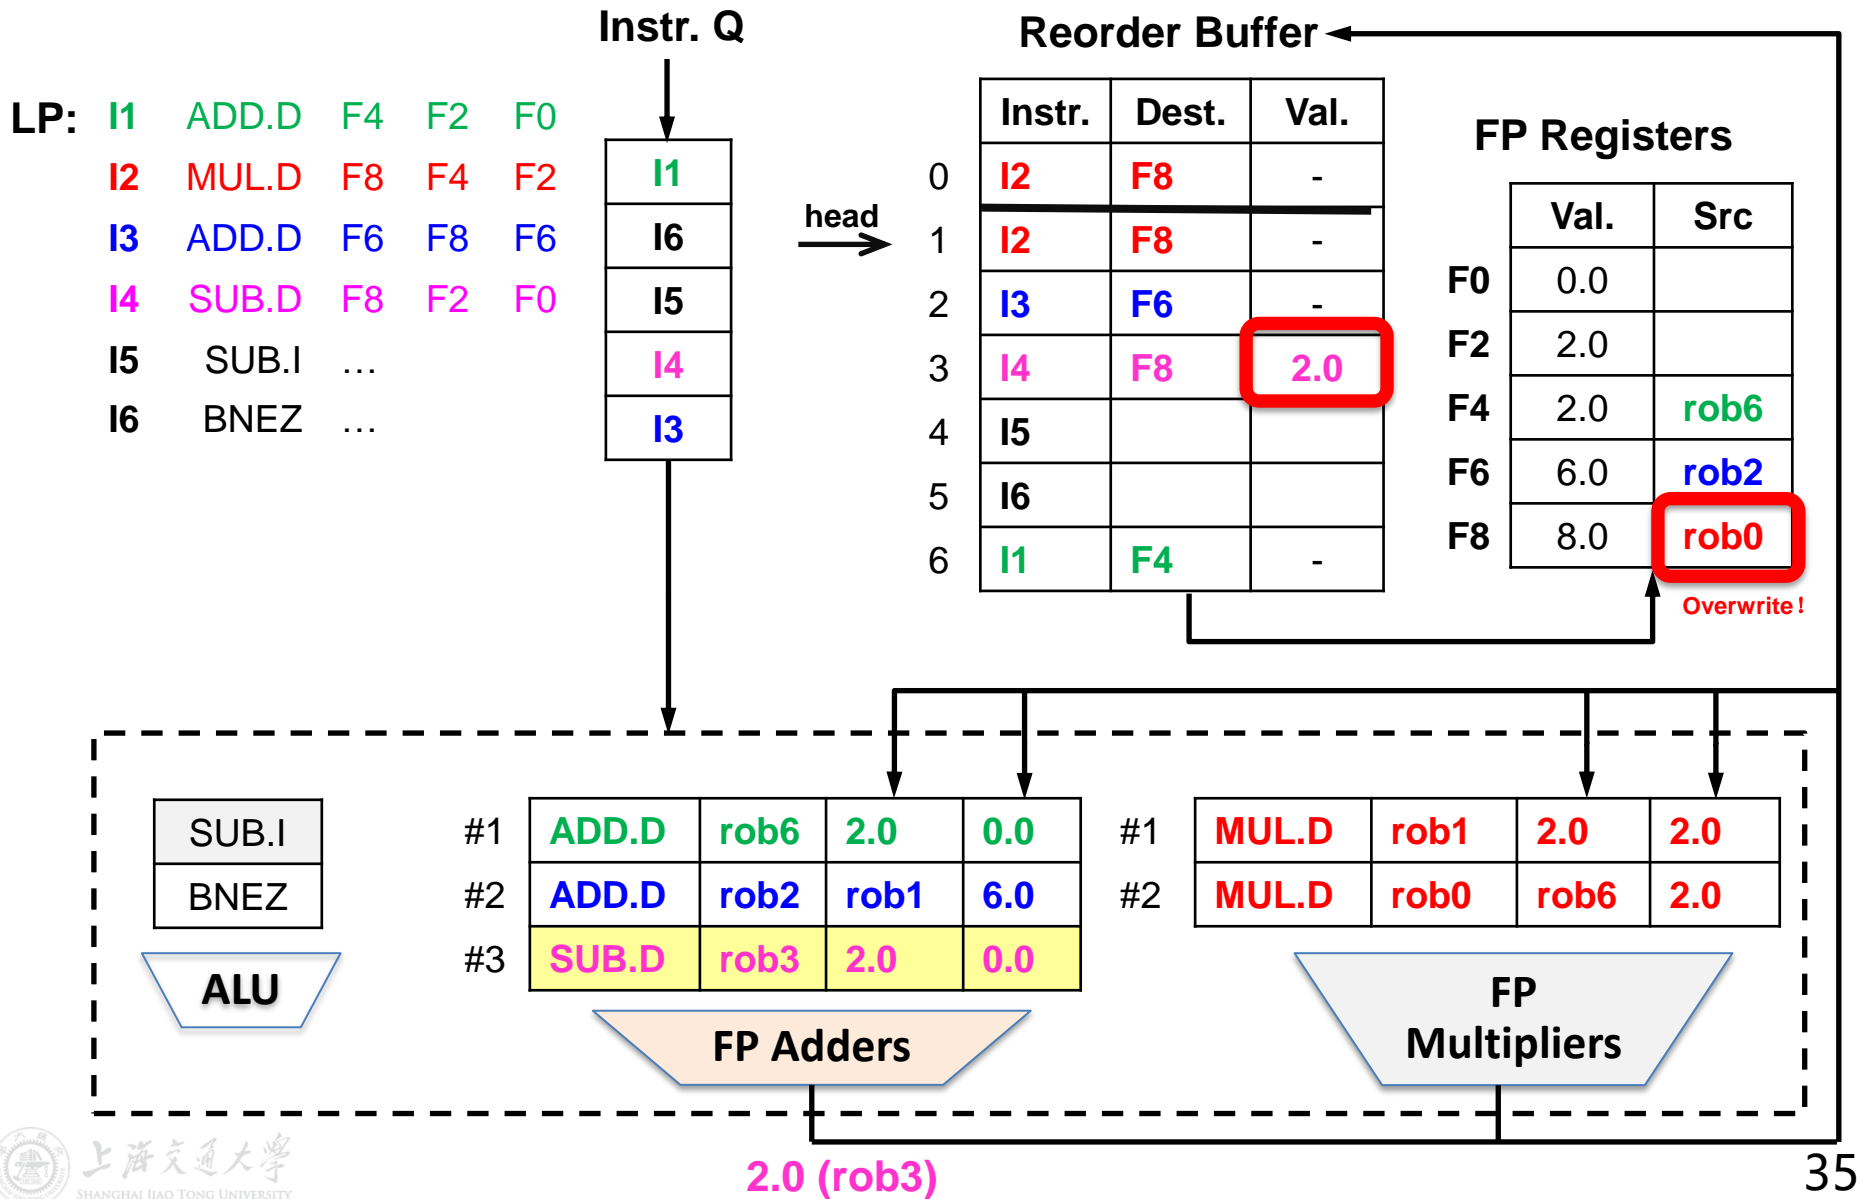 Instr. Q
Reorder Buffer
LP: I1 ADD.D F4 F2 F0
I2 MUL.D F8 F4 F2
I3 ADD.D F6 F8 F6
I4 SUB.D F8 F2 F0
I5 SUB.I …
I6 BNEZ …
I1
I6
I5
I4
I3
head
Instr. Dest. Val.
0 I2 F8 -
1 I2 F8 -
2 I3 F6 -
3 I4 F8 2.0
4 I5
5 I6
6 I1 F4 -
FP Registers
Val. Src
F0 0.0
F2 2.0
F4 2.0 rob6
F6 6.0 rob2
F8 8.0 rob0
Overwrite！
SUB.I
BNEZ
ALU
#1 ADD.D rob6 2.0 0.0
#2 ADD.D rob2 rob1 6.0
#3 SUB.D rob3 2.0 0.0
FP Adders
#1 MUL.D rob1 2.0 2.0
#2 MUL.D rob0 rob6 2.0
FP
Multipliers
上海交通大学
SHANGHAI JIAO TONG UNIVERSITY
2.0 (rob3)
35